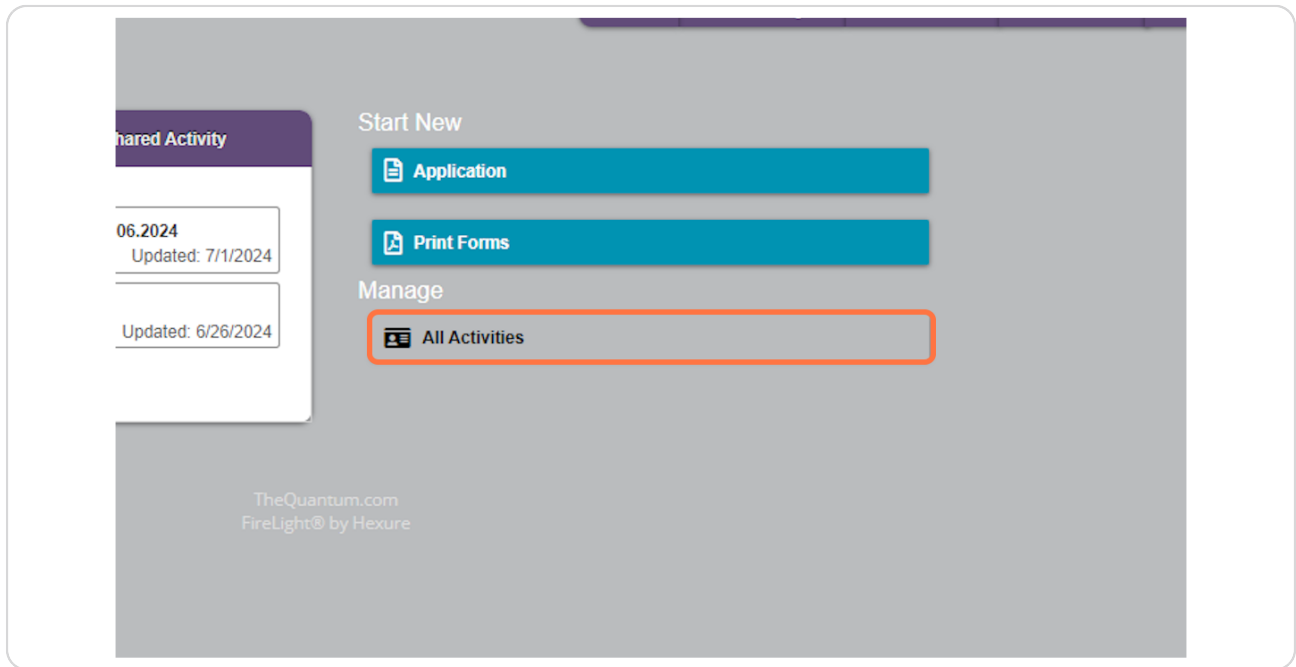 hared Activity
06.2024
Updated: 7/1/2024
Updated: 6/26/2024
Start New
Application
Print Forms
Manage
All Activities
TheQuantum.com
FireLight® by Hexure